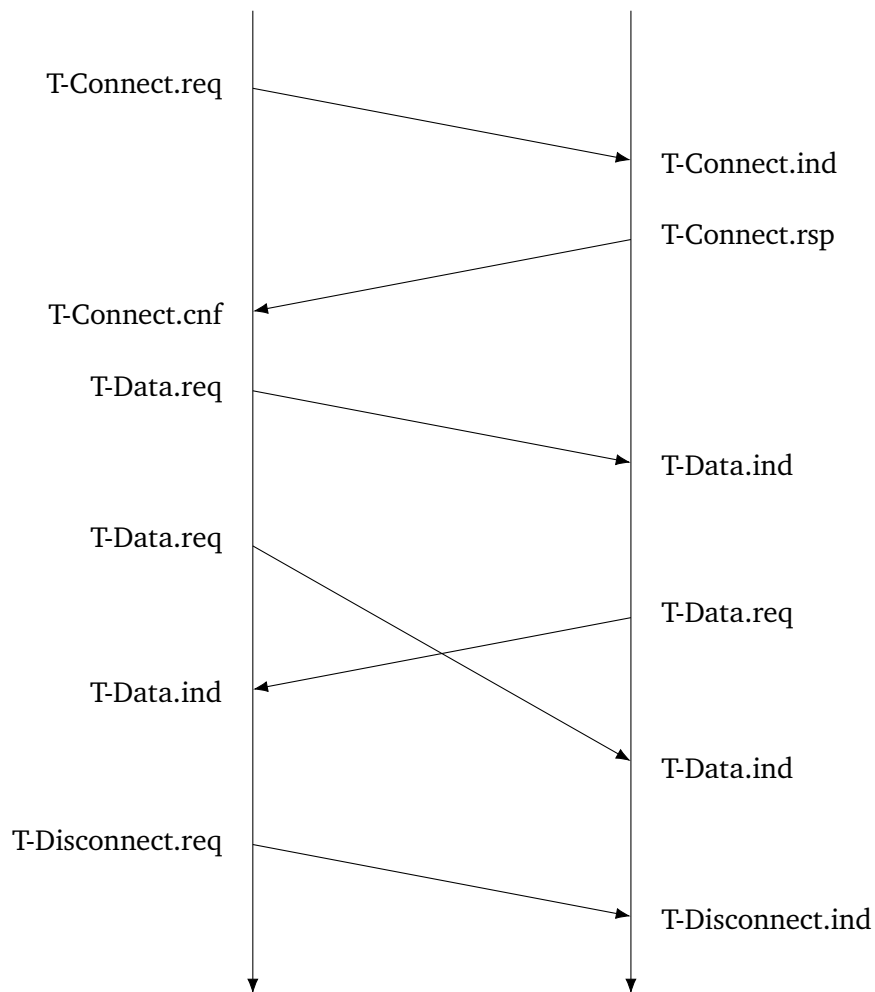 T-Connect.req
T-Connect.ind
T-Connect.rsp
T-Connect.cnf
T-Data.req
T-Data.ind
T-Data.req
T-Data.req
T-Data.ind
T-Data.ind
T-Disconnect.req
T-Disconnect.ind